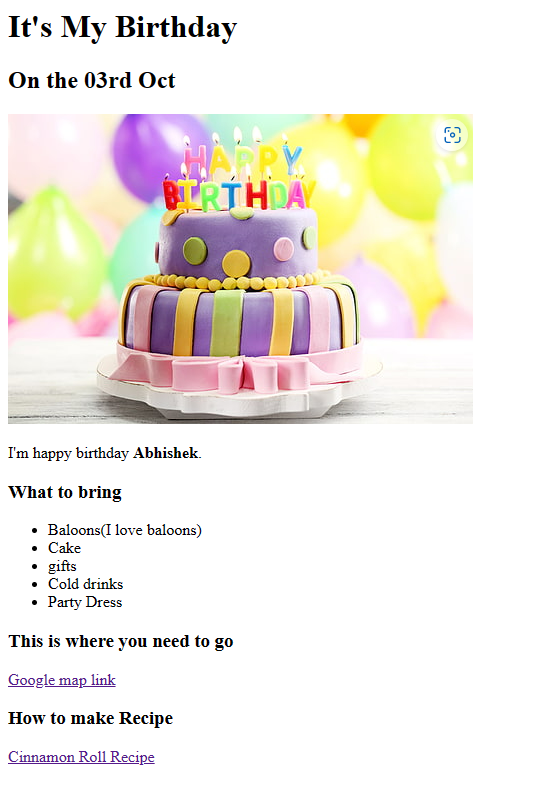 It's My Birthday
On the 03rd Oct
HAPPY
BIRTHDAY
I'm happy birthday Abhishek.
What to bring
Baloons(I love baloons)
Cake
gifts
Cold drinks
Party Dress
This is where you need to go
Google map link
How to make Recipe
Cinnamon Roll Recipe